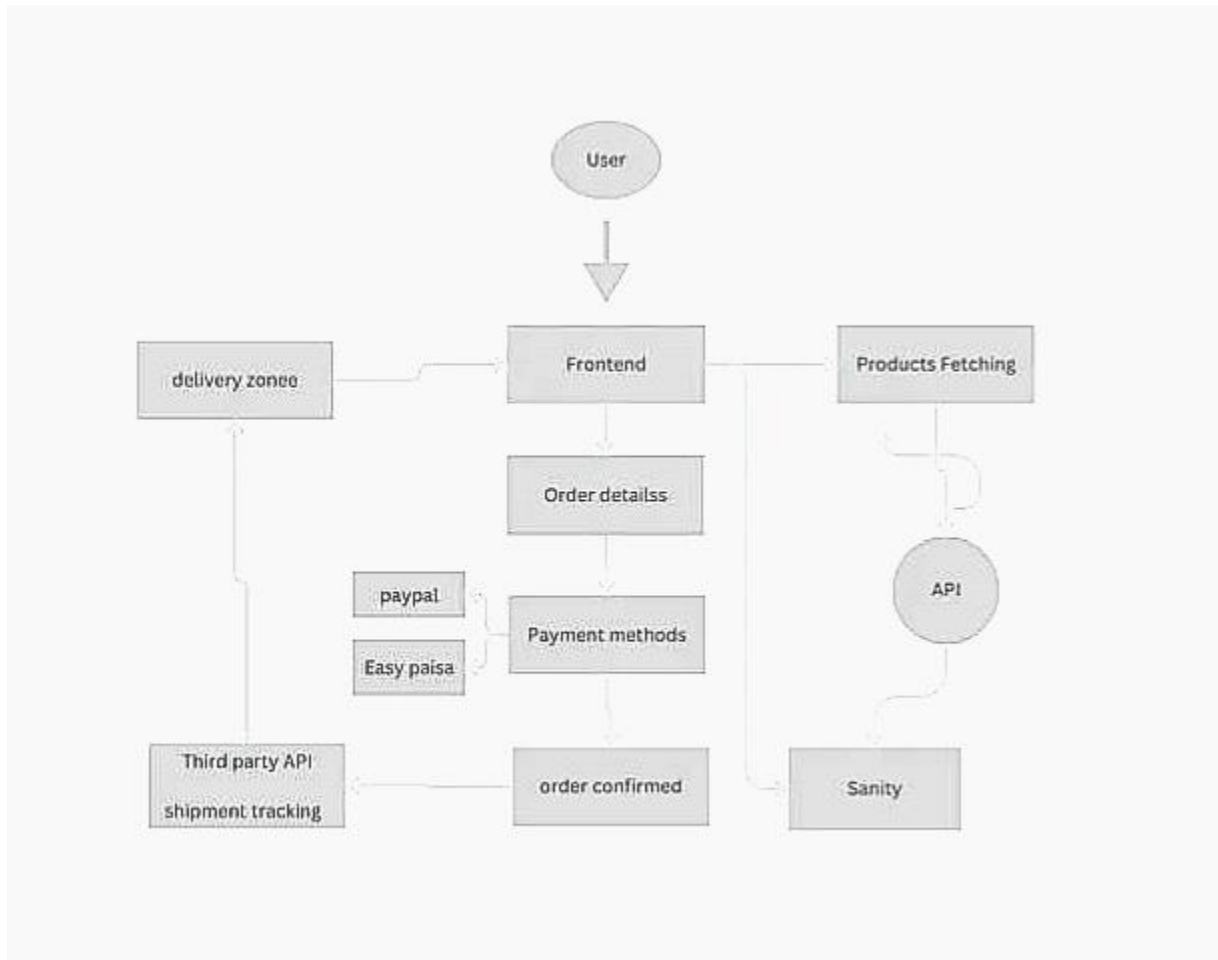 User
Frontend
Products Fetching
delivery zonee
Order detailss
API
paypal
Payment methods
Easy paisa
Third party API
shipment tracking
order confirmed
Sanity